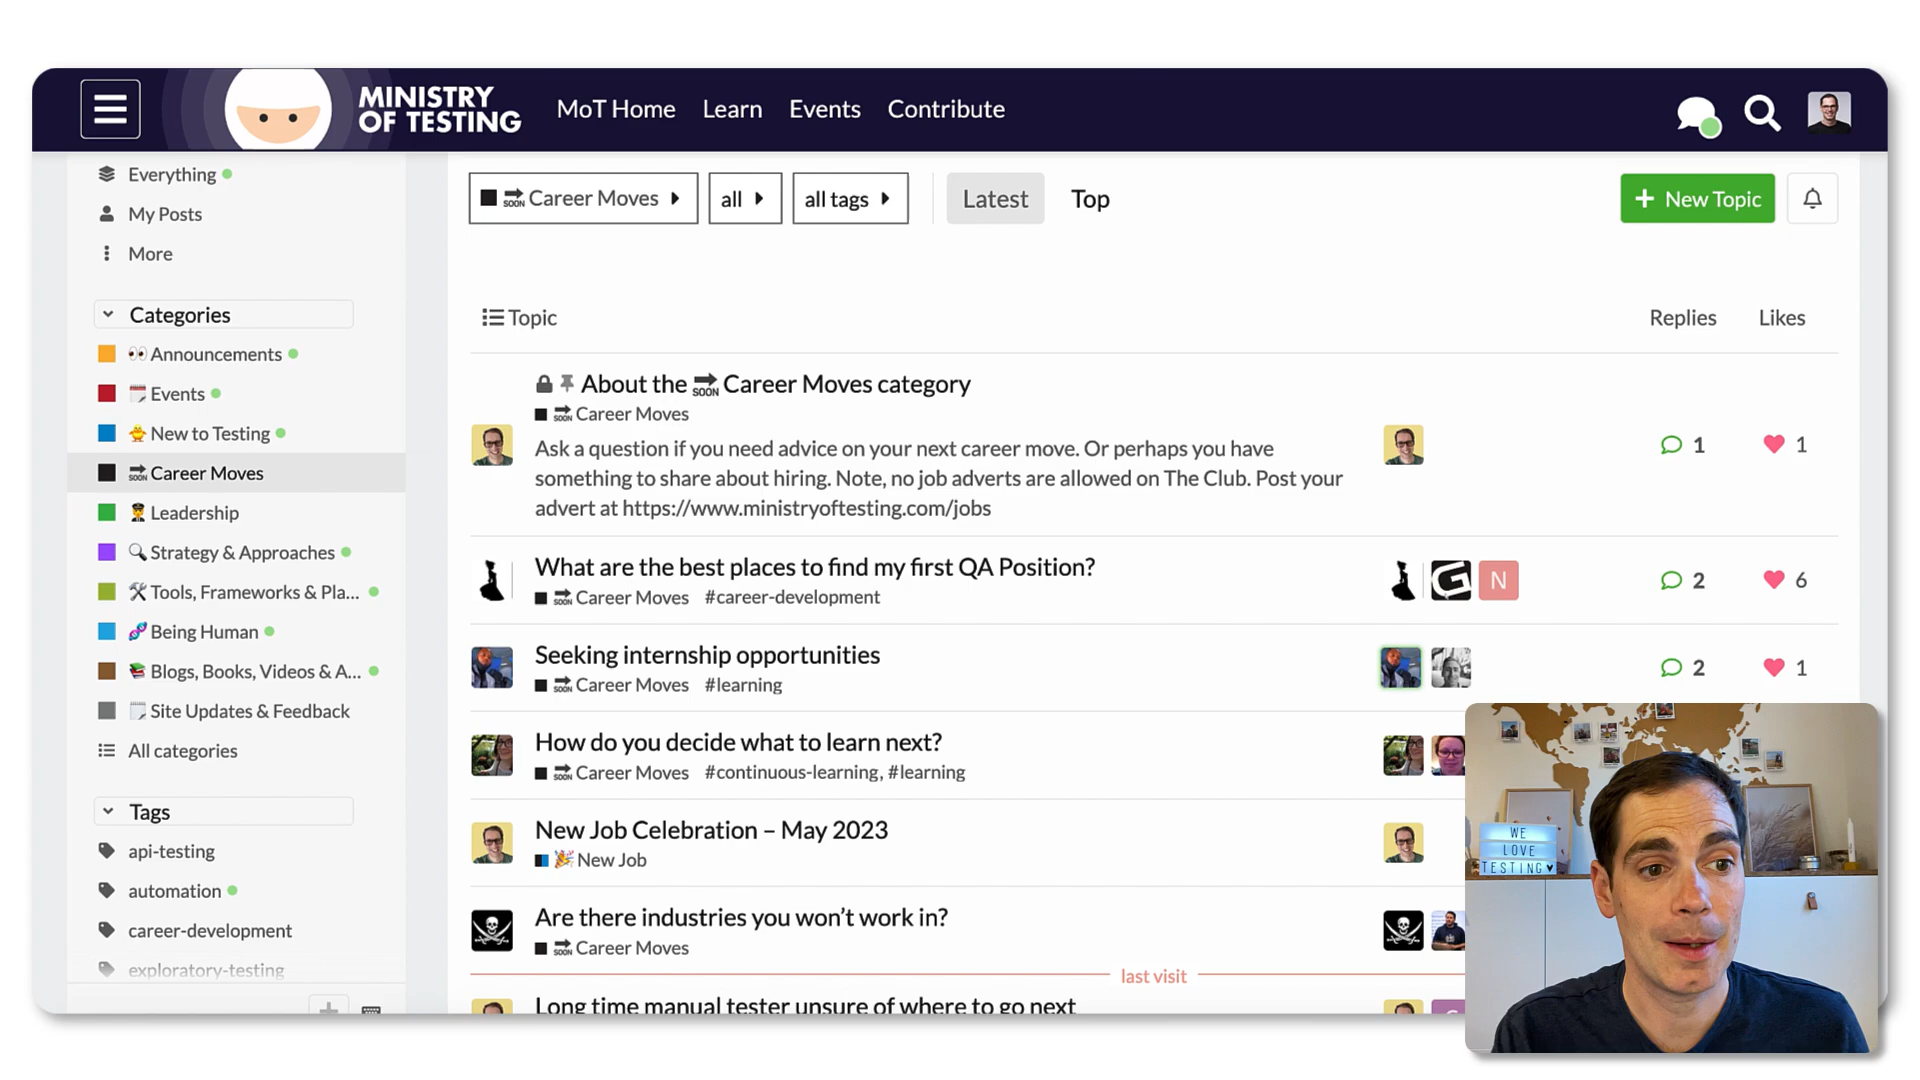 MINISTRY
OF TESTING
MoT Home
Learn
Events
Contribute
Everything
My Posts
More
Categories
Announcements
Events
New to Testing
SOON Career Moves
Leadership
Strategy & Approaches
Tools, Frameworks & Pla...
Being Human
Blogs, Books, Videos & A...
Site Updates & Feedback
All categories
Tags
api-testing
automation
career-development
exploratory-testing
SOON Career Moves
all
all tags
Latest
Top
+ New Topic
Topic
Replies
Likes
About the SOON Career Moves category
SOON Career Moves
Ask a question if you need advice on your next career move. Or perhaps you have
something to share about hiring. Note, no job adverts are allowed on The Club. Post your
advert at https://www.ministryoftesting.com/jobs
1
1
What are the best places to find my first QA Position?
SOON Career Moves #career-development
G
N
2
6
Seeking internship opportunities
SOON Career Moves #learning
2
1
How do you decide what to learn next?
SOON Career Moves #continuous-learning, #learning
New Job Celebration – May 2023
New Job
Are there industries you won’t work in?
SOON Career Moves
last visit
Long time manual tester unsure of where to go next
WE
LOVE
TESTING♥